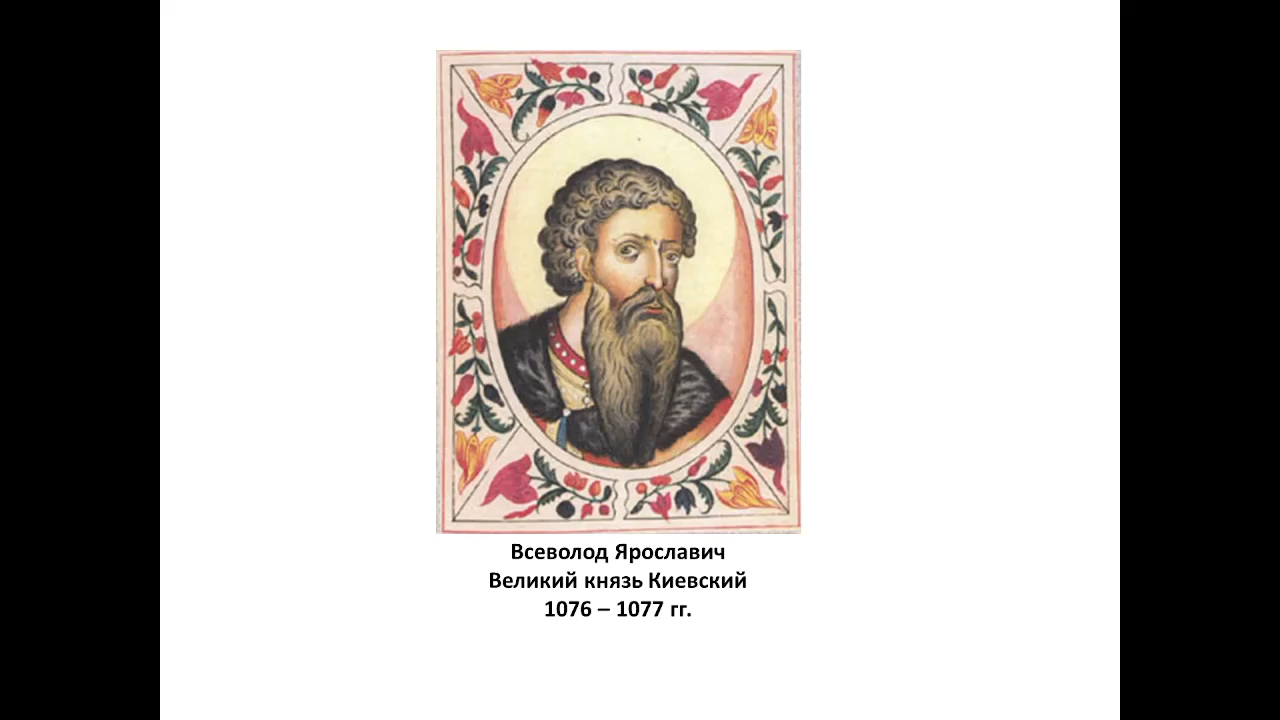 Всеволод Ярославич
Великий князь Киевский
1076 – 1077 гг.